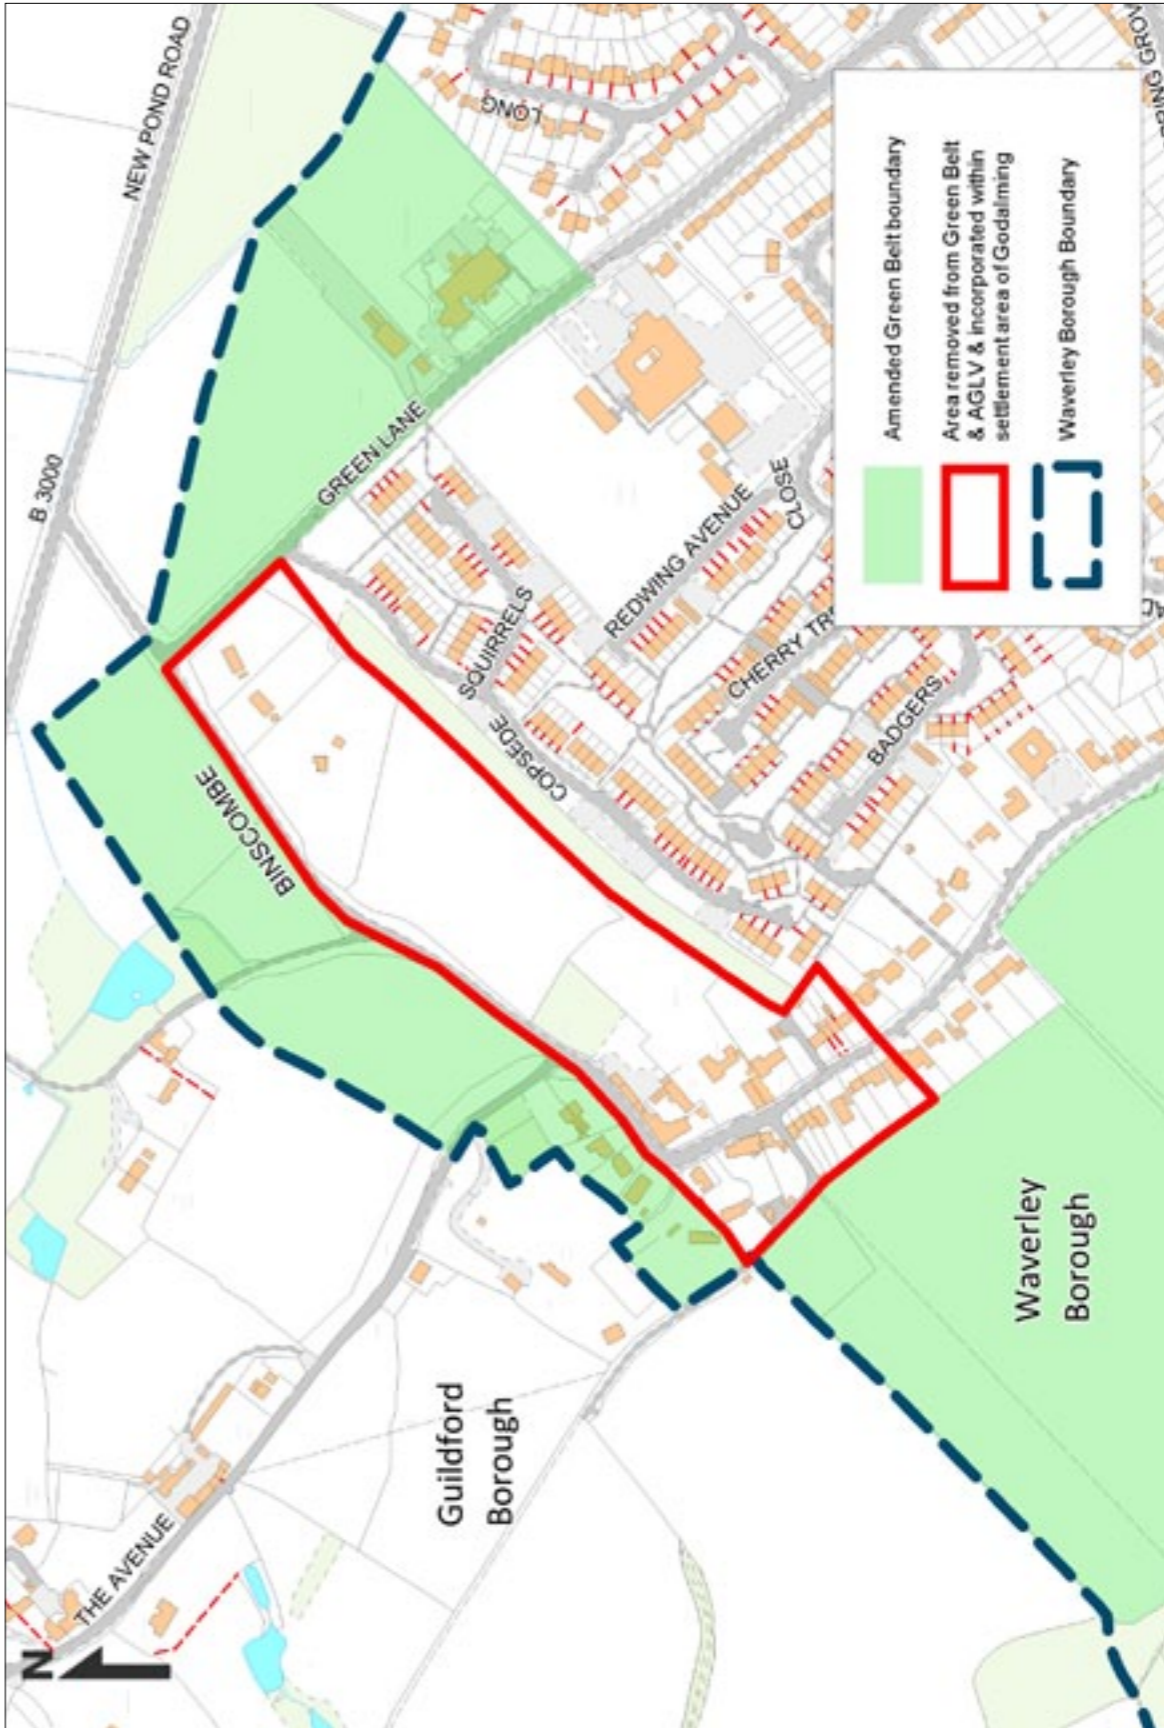 NEW POND ROAD
B 3000
LONG
GREEN LANE
BINSCOMBE
SQUIRRELS
COPSEDE
REDWING AVENUE
CLOSE
CHERRY
BADGERS
THE AVENUE
N
Guildford
Borough
Waverley
Borough
Amended Green Belt boundary
Area removed from Green Belt
& AGLV & incorporated within
settlement area of Godalming
Waverley Borough Boundary